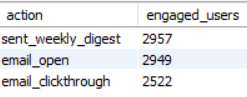 action engaged_users
sent_weekly_digest 2957
email_open 2949
email_clickthrough 2522